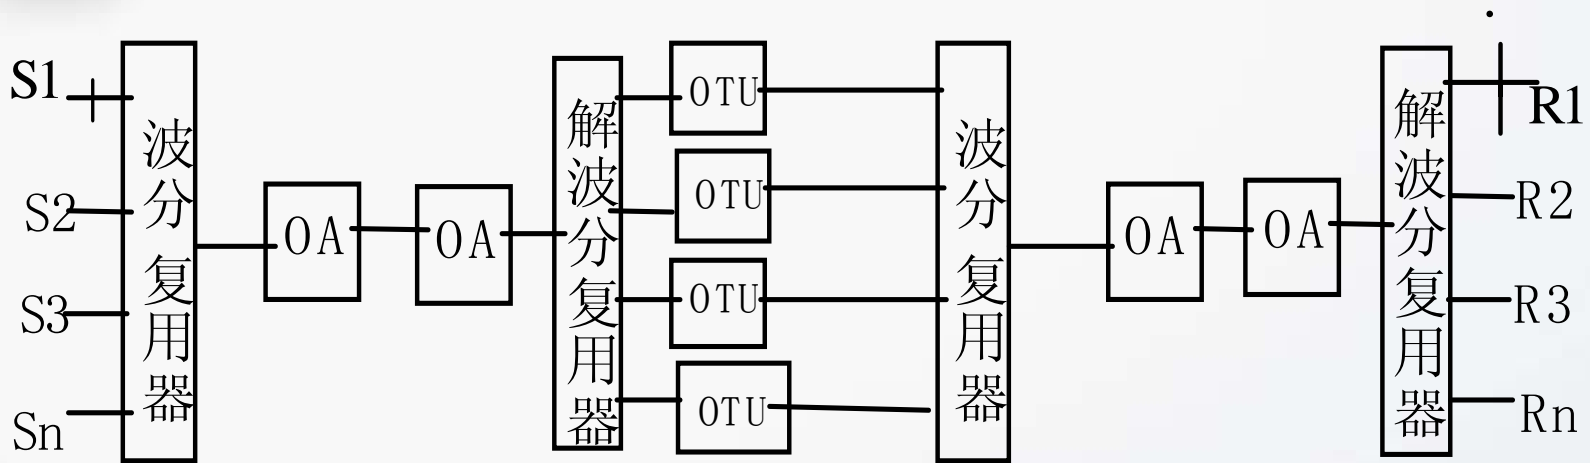 S1
S2
S3
Sn
波分复用器
OA
OA
解波分复用器
OTU
OTU
OTU
OTU
波分复用器
OA
OA
解波分复用器
R1
R2
R3
Rn